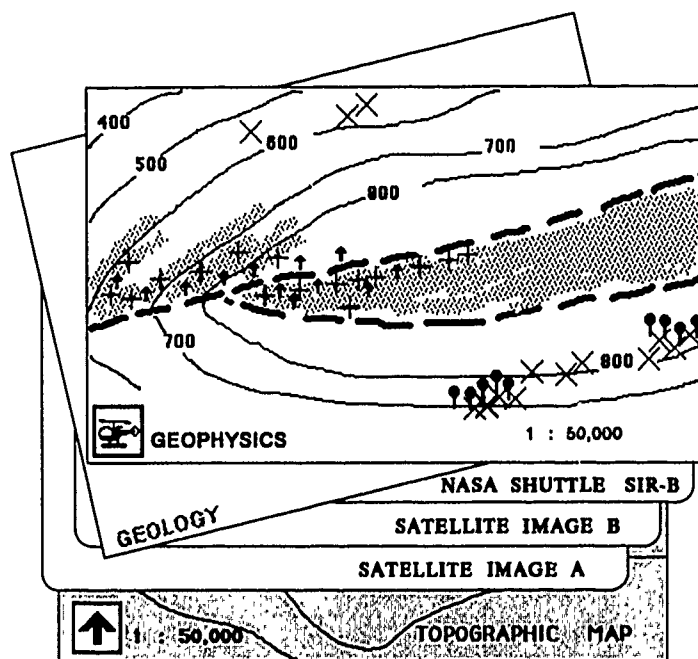 400
500
600
700
800
700
800
GEOPHYSICS
1 : 50,000
NASA SHUTTLE SIR-B
GEOLOGY
SATELLITE IMAGE B
SATELLITE IMAGE A
1 : 50,000
TOPOGRAPHIC MAP